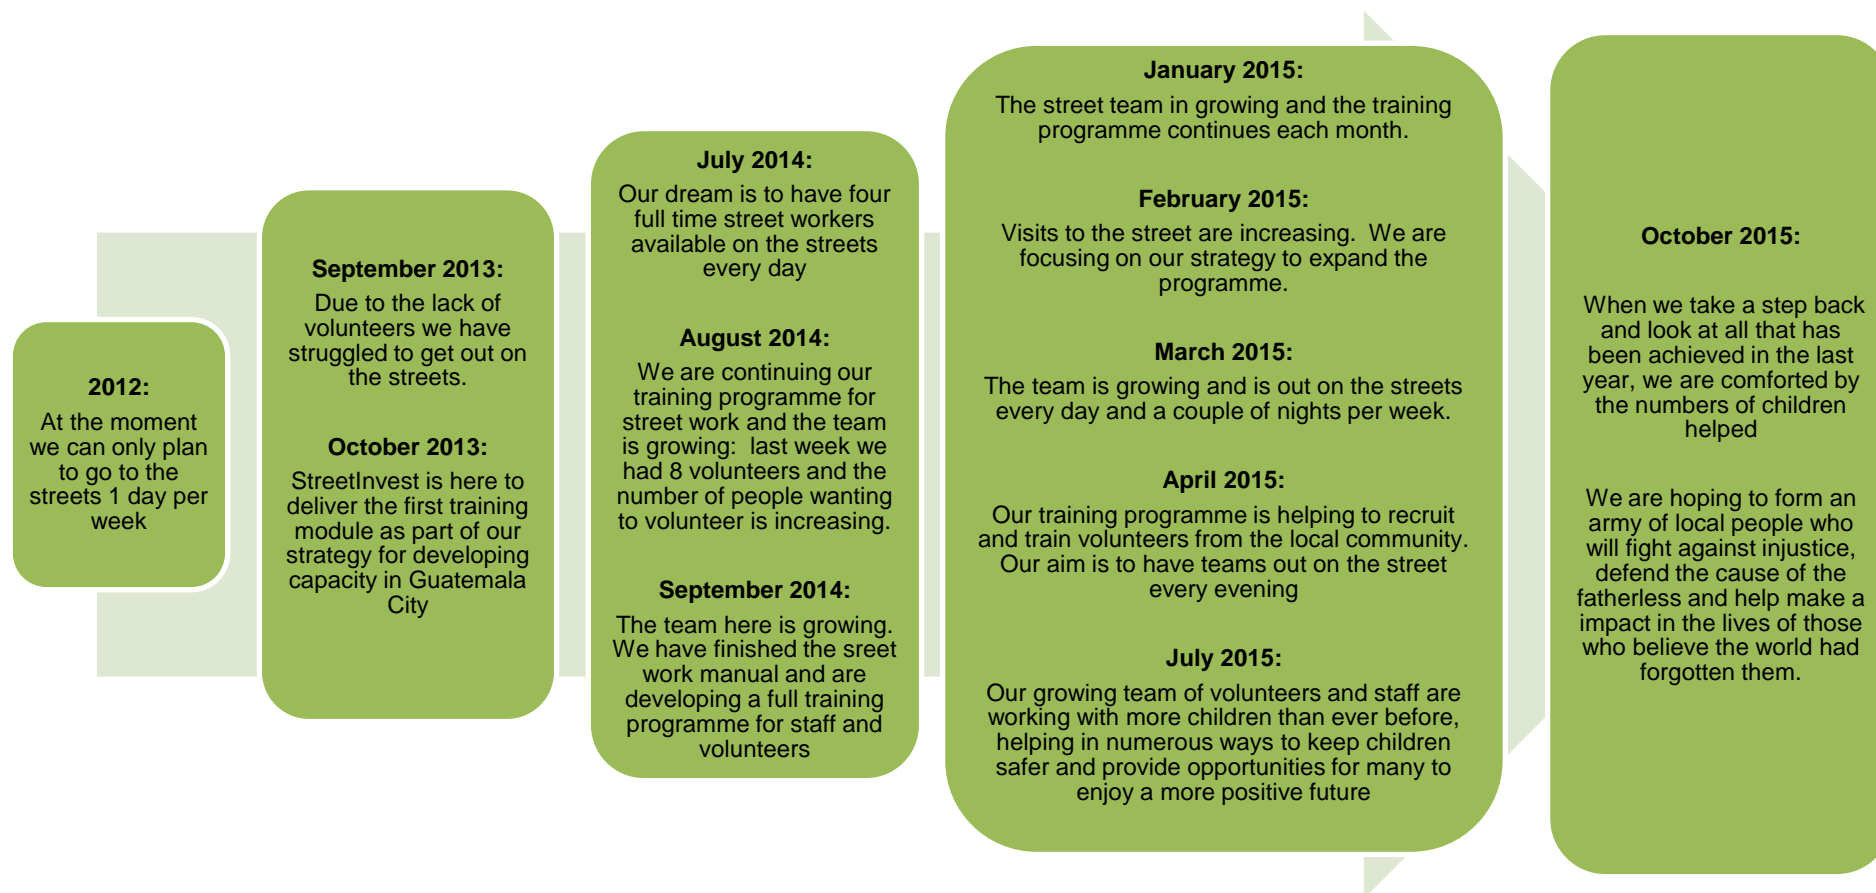 2012:
At the moment
we can only plan
to go to the
streets 1 day per
week
September 2013:
Due to the lack of
volunteers we have
struggled to get out on
the streets.
October 2013:
StreetInvest is here to
deliver the first training
module as part of our
strategy for developing
capacity in Guatemala
City
July 2014:
Our dream is to have four
full time street workers
available on the streets
every day
August 2014:
We are continuing our
training programme for
street work and the team
is growing:  last week we
had 8 volunteers and the
number of people wanting
to volunteer is increasing.
September 2014:
The team here is growing.
We have finished the sreet
work manual and are
developing a full training
programme for staff and
volunteers
January 2015:
The street team in growing and the training
programme continues each month.
February 2015:
Visits to the street are increasing.  We are
focusing on our strategy to expand the
programme.
March 2015:
The team is growing and is out on the streets
every day and a couple of nights per week.
April 2015:
Our training programme is helping to recruit
and train volunteers from the local community.
Our aim is to have teams out on the street
every evening
July 2015:
Our growing team of volunteers and staff are
working with more children than ever before,
helping in numerous ways to keep children
safer and provide opportunities for many to
enjoy a more positive future
October 2015:
When we take a step back
and look at all that has
been achieved in the last
year, we are comforted by
the numbers of children
helped
We are hoping to form an
army of local people who
will fight against injustice,
defend the cause of the
fatherless and help make a
impact in the lives of those
who believe the world had
forgotten them.